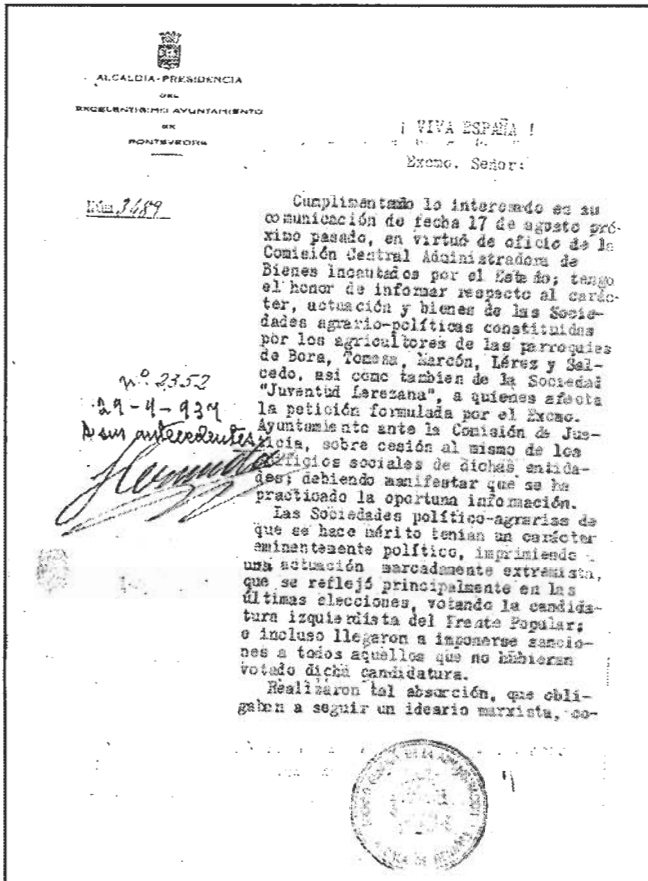 ALCALDIA-PRESIDENCIA
DEL
EXCELENTISIMO AYUNTAMIENTO
DE
PONTEVEDRA
¡ VIVA ESPAÑA !
Excmo. Señor:
Núm. 3489
Cumplimentado lo interesado en su
comunicación de fecha 17 de agosto pró-
ximo pasado, en virtud de oficio de la
Comisión Central Administradora de
Bienes Incautados por el Estado; tengo
el honor de informar respecto al carác-
ter, actuación y bienes de las Socie-
dades agrario-políticas constituidas
por los agricultores de las parroquias
de Bora, Tomeza, Marcón, Lérez y Sal-
cedo, asi como tambien de la Sociedad
"Juventud Lerezana", a quienes afecta
la petición formulada por el Excmo.
Ayuntamiento ante la Comisión de Jus-
ticia, sobre cesión al mismo de los
edificios sociales de dichas entida-
des; debiendo manifestar que se ha
practicado la oportuna información.
nº 2352
29-9-937
A sus antecedentes
Las Sociedades político-agrarias de
que se hace mérito tenían un carácter
eminentemente político, imprimiendo
una actuación marcadamente extremista,
que se reflejó principalmente en las
últimas elecciones, votando la candida-
tura izquierdista del Frente Popular;
e incluso llegaron a imponerse sancio-
nes a todos aquellos que no hubieran
votado dicha candidatura.
Realizaron tal absorción, que obli-
gaben a seguir un ideario marxista, co-